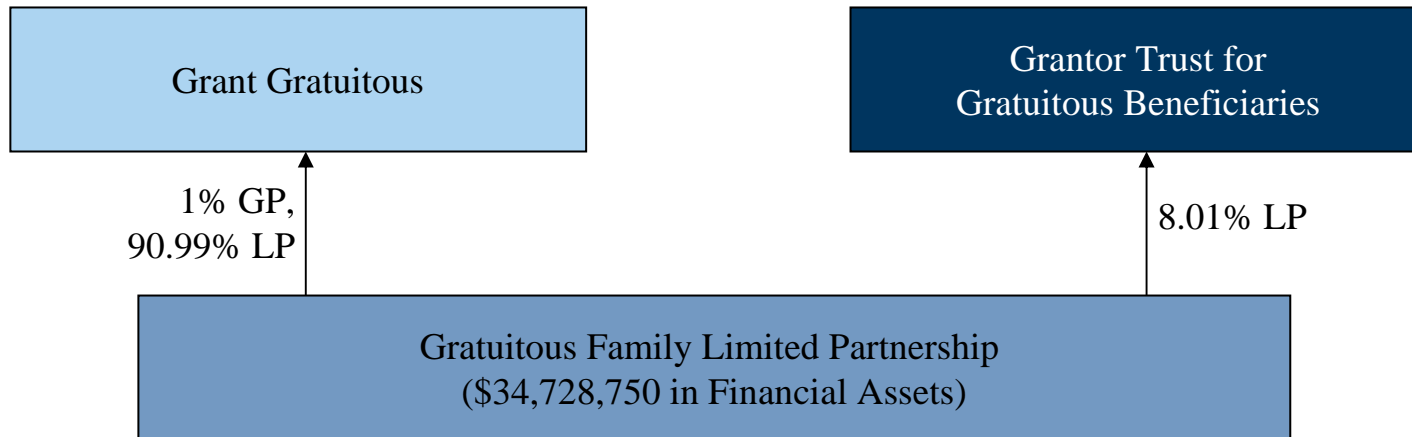 Grant Gratuitous
Grantor Trust for
Gratuitous Beneficiaries
1% GP,
90.99% LP
8.01% LP
Gratuitous Family Limited Partnership
($34,728,750 in Financial Assets)